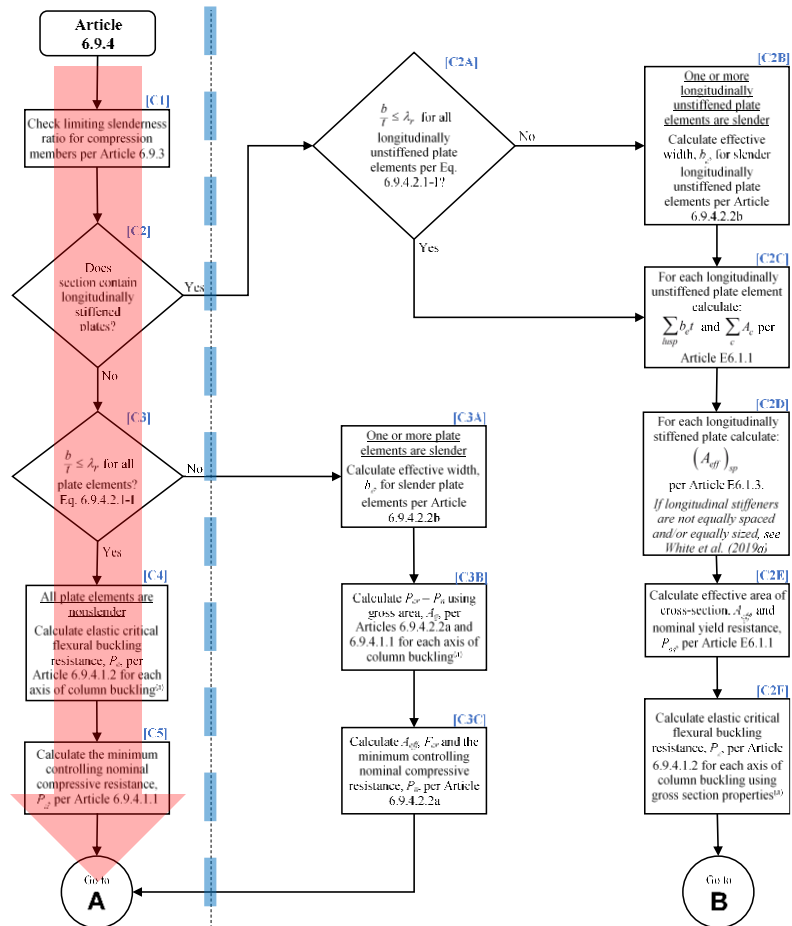 Article
6.9.4
[C1]
Check limiting slenderness
ratio for compression
members per Article 6.9.3
[C2]
Does
section contain
longitudinally
stiffened
plates?
Yes
No
[C3]
b/t ≤ λr for all
plate elements?
Eq. 6.9.4.2.1-1
No
Yes
[C4]
All plate elements are
nonslender
Calculate elastic critical
flexural buckling
resistance, Pe, per
Article 6.9.4.1.2 for each
axis of column buckling(a)
[C5]
Calculate the minimum
controlling nominal
compressive resistance,
per Article 6.9.4.1.1
Go to
A
[C3A]
One or more plate
elements are slender
Calculate effective width,
be, for slender plate
elements per Article
6.9.4.2.2b
[C3B]
Calculate Pcr = Pn using
gross area, Ag, per
Articles 6.9.4.2.2a and
6.9.4.1.1 for each axis of
column buckling(a)
[C3C]
Calculate Aeff, Fcr and the
minimum controlling
nominal compressive
resistance, Pn, per Article
6.9.4.2.2a
[C2A]
b/t ≤ λr for all
longitudinally
unstiffened plate
elements per Eq.
6.9.4.2.1-1?
No
Yes
[C2B]
One or more
longitudinally
unstiffened plate
elements are slender
Calculate effective
width, be, for slender
longitudinally
unstiffened plate
elements per Article
6.9.4.2.2b
[C2C]
For each longitudinally
unstiffened plate element
calculate:
∑lusp bet and ∑c Ac per
Article E6.1.1
[C2D]
For each longitudinally
stiffened plate calculate:
(Aeff)sp
per Article E6.1.3.
If longitudinal stiffeners
are not equally spaced
and/or equally sized, see
White et al. (2019a)
[C2E]
Calculate effective area of
cross-section, Aeff, and
nominal yield resistance,
Pos, per Article E6.1.1
[C2F]
Calculate elastic critical
flexural buckling
resistance, Pe, per Article
6.9.4.1.2 for each axis of
column buckling using
gross section properties(a)
Go to
B